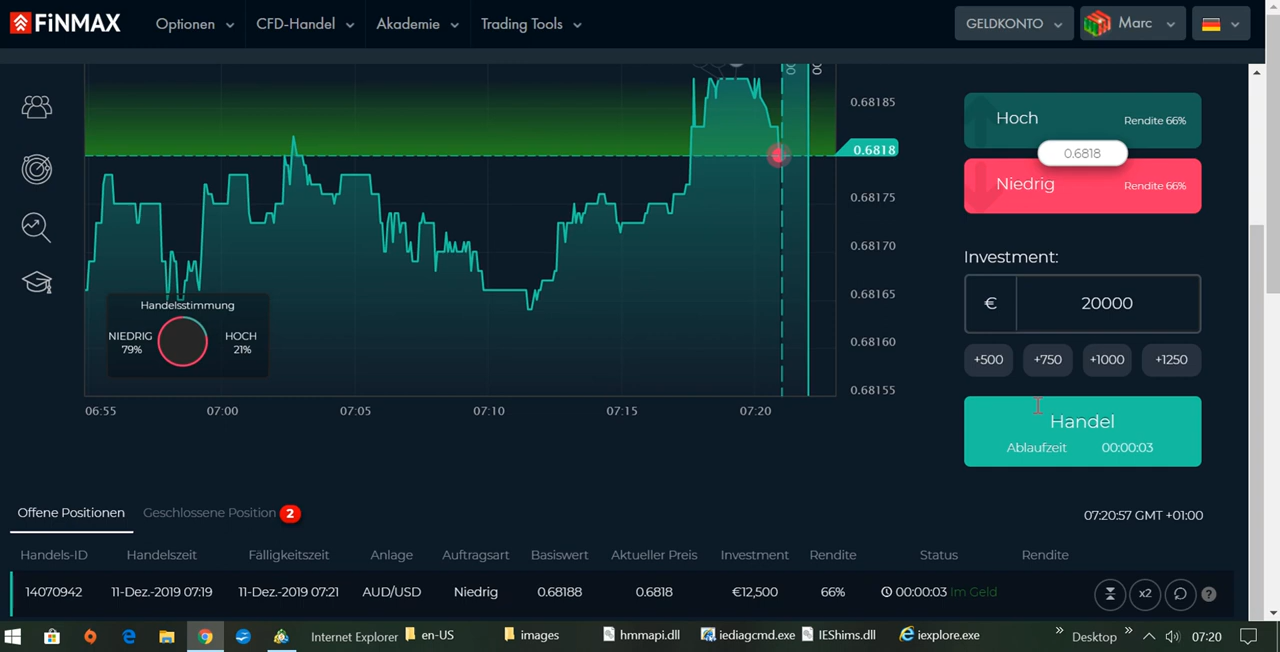 FiNMAX Optionen CFD-Handel Akademie Trading Tools GELDKONTO Marc
0.68185
0.6818
0.68175
0.68170
0.68165
0.68160
0.68155
Handelsstimmung
NIEDRIG HOCH
79% 21%
06:55 07:00 07:05 07:10 07:15 07:20
Hoch Rendite 66%
0.6818
Niedrig Rendite 66%
Investment:
€ 20000
+500 +750 +1000 +1250
Handel
Ablaufzeit 00:00:03
Offene Positionen Geschlossene Position 2 07:20:57 GMT +01:00
Handels-ID Handelszeit Fälligkeitszeit Anlage Auftragsart Basiswert Aktueller Preis Investment Rendite Status Rendite
14070942 11-Dez.-2019 07:19 11-Dez.-2019 07:21 AUD/USD Niedrig 0.68188 0.6818 €12,500 66% 00:00:03 Im Geld x2 ?
Internet Explorer » en-US images hmmapi.dll iediagcmd.exe IEShims.dll iexplore.exe » Desktop » 07:20